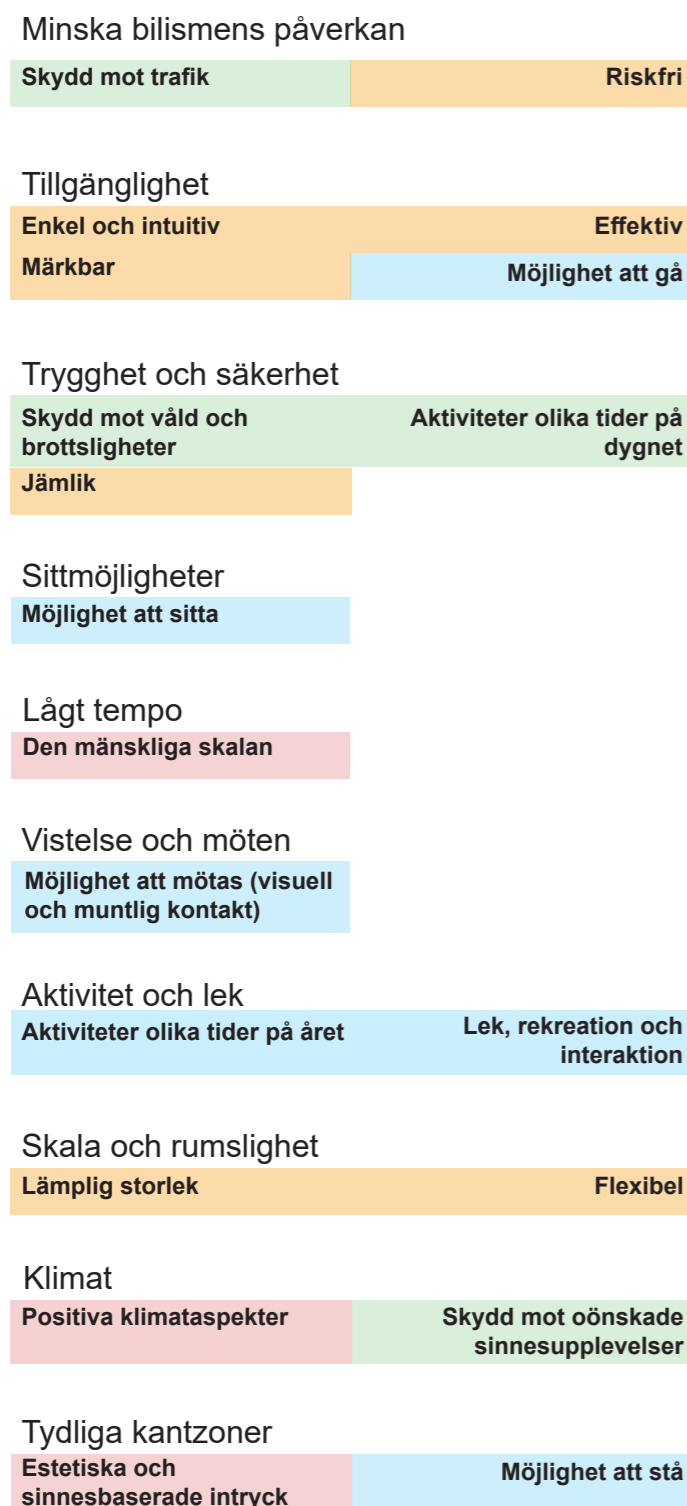 Minska bilismens påverkan
Skydd mot trafik
Riskfri
Tillgänglighet
Enkel och intuitiv
Effektiv
Märkbar
Möjlighet att gå
Trygghet och säkerhet
Skydd mot våld och
brottsligheter
Aktiviteter olika tider på
dygnet
Jämlik
Sittmöjligheter
Möjlighet att sitta
Lågt tempo
Den mänskliga skalan
Vistelse och möten
Möjlighet att mötas (visuell
och muntlig kontakt)
Aktivitet och lek
Aktiviteter olika tider på året
Lek, rekreation och
interaktion
Skala och rumslighet
Lämplig storlek
Flexibel
Klimat
Positiva klimataspekter
Skydd mot oönskade
sinnesupplevelser
Tydliga kantzoner
Estetiska och
sinnesbaserade intryck
Möjlighet att stå